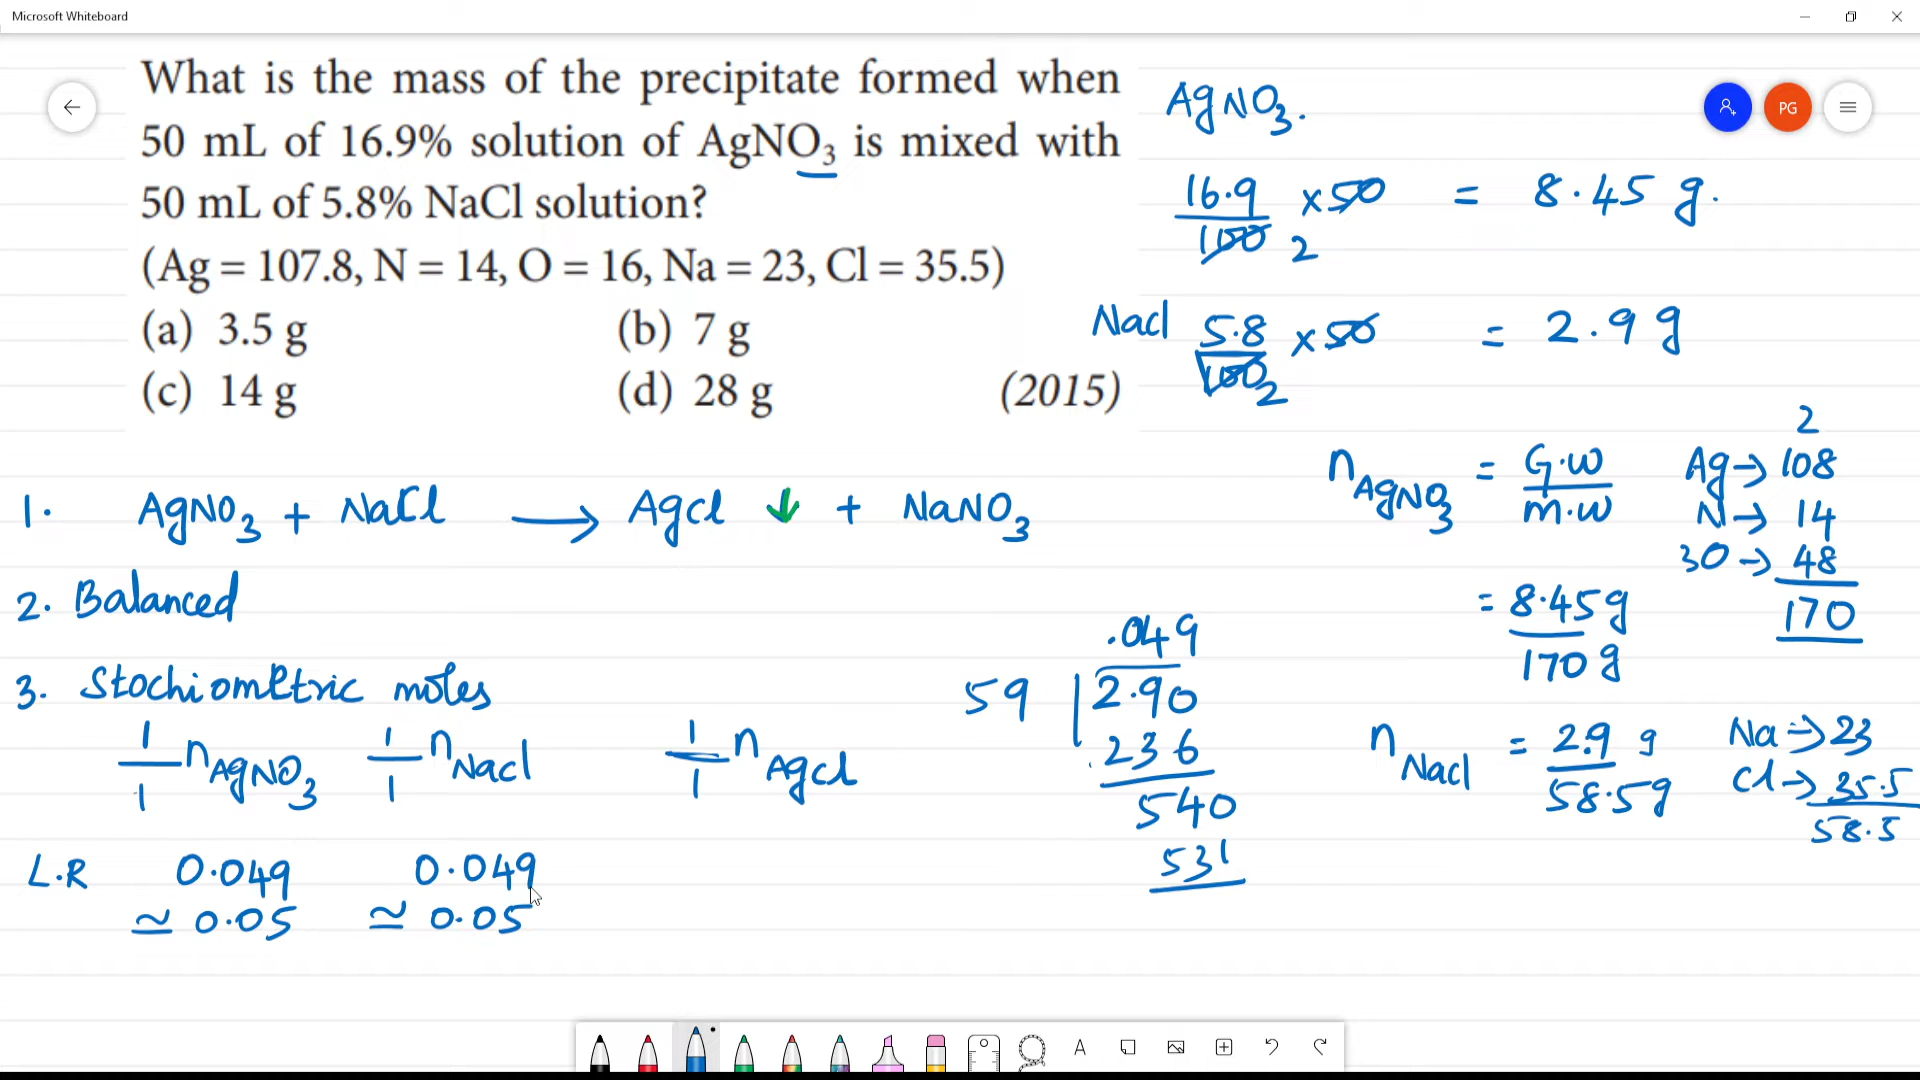 Microsoft Whiteboard
What is the mass of the precipitate formed when
50 mL of 16.9% solution of AgNO3 is mixed with
50 mL of 5.8% NaCl solution?
(Ag = 107.8, N = 14, O = 16, Na = 23, Cl = 35.5)
(a) 3.5 g (b) 7 g
(c) 14 g (d) 28 g (2015)
PG
AgNO3.
16.9/100 × 50 = 8.45 g.
2
Nacl 5.8/100 × 50 = 2.9 g
2
1. AgNO3 + NaCl → Agcl ↓ + NaNO3
2. Balanced
3. Stochiometric moles
1/1 nAgNO3 1/1 nNacl 1/1 nAgcl
L.R 0.049 0.049
≃ 0.05 ≃ 0.05
.049
59 2.90
.236
540
531
nAgNO3 = G.w/m.w
= 8.45g/170g
2
Ag → 108
N → 14
3O → 48
170
nNacl = 2.9 g/58.5g
Na → 23
Cl → 35.5
58.5
A